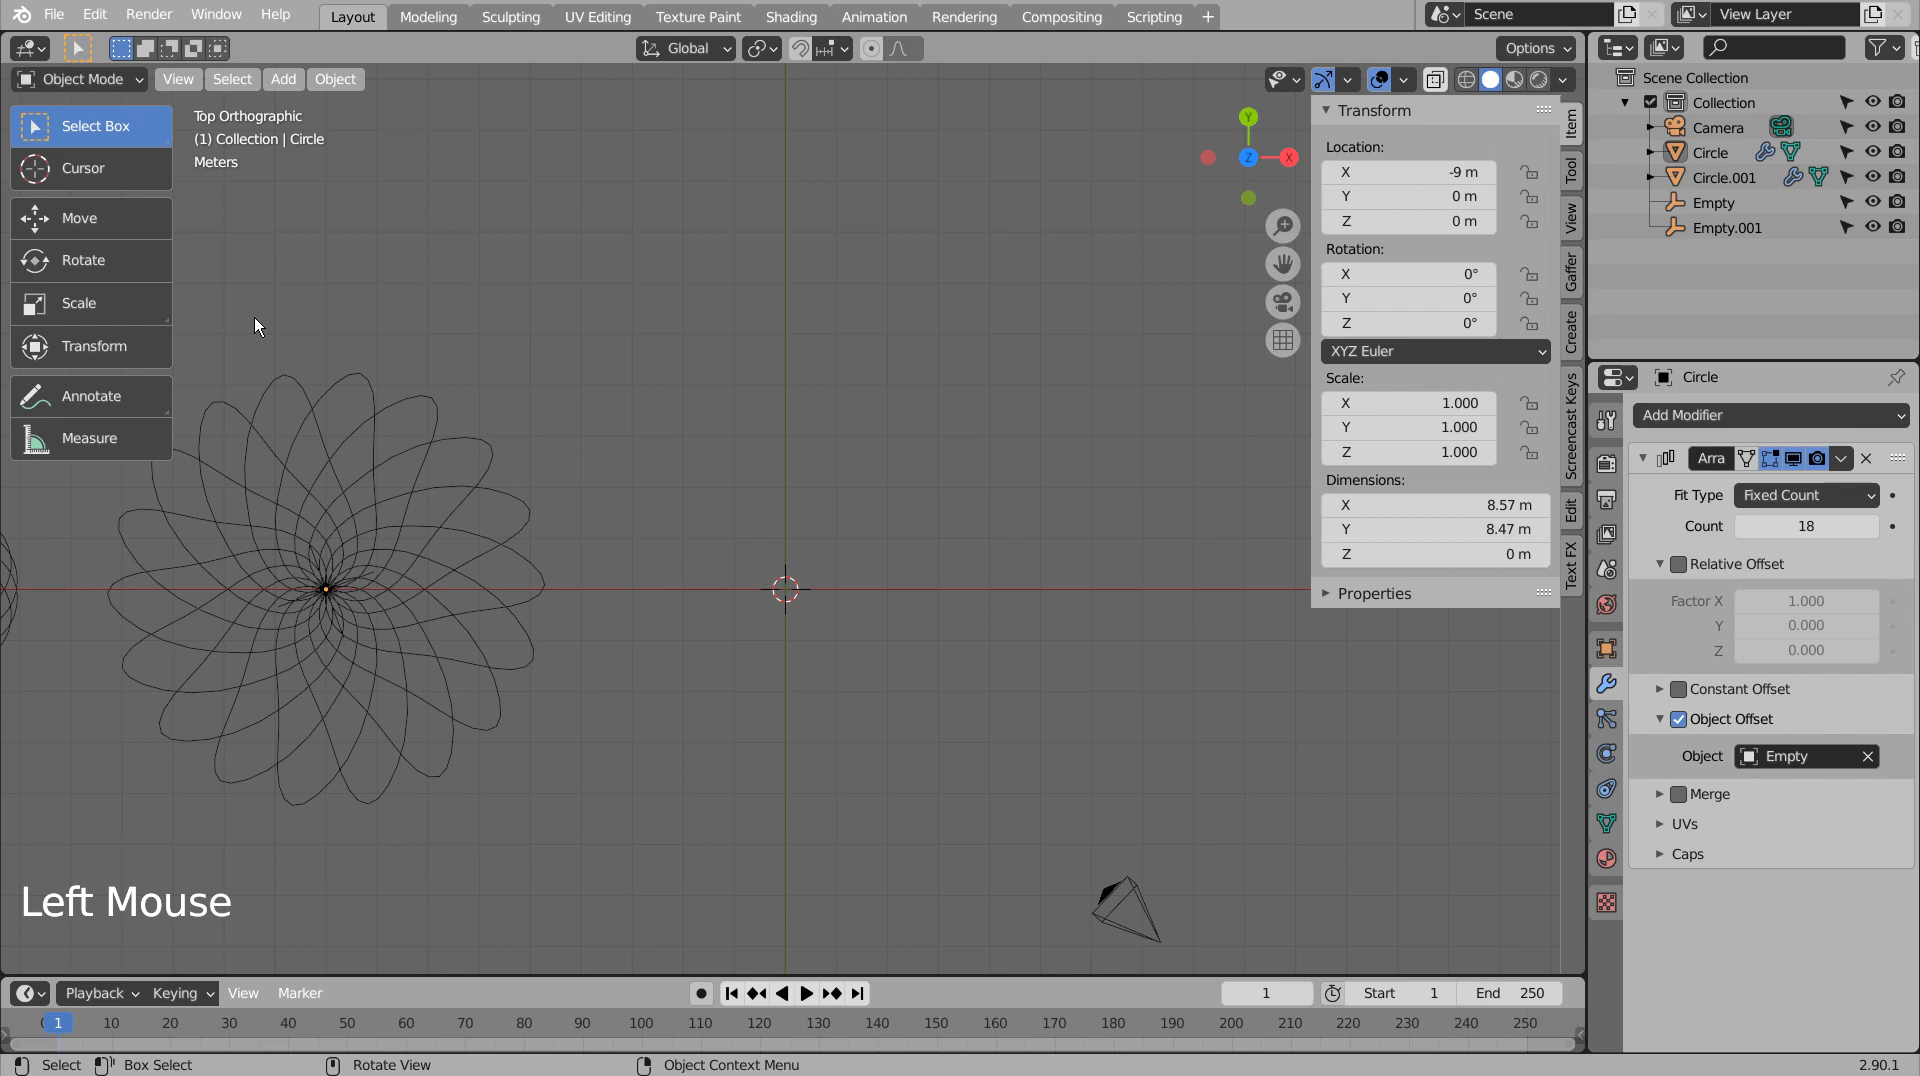 File Edit Render Window Help Layout Modeling Sculpting UV Editing Texture Paint Shading Animation Rendering Compositing Scripting + Scene View Layer
Global Options
Object Mode View Select Add Object
Select Box
Cursor
Move
Rotate
Scale
Transform
Annotate
Measure
Top Orthographic
(1) Collection | Circle
Meters
Y
Z X
Transform
Location:
X -9 m
Y 0 m
Z 0 m
Rotation:
X 0°
Y 0°
Z 0°
XYZ Euler
Scale:
X 1.000
Y 1.000
Z 1.000
Dimensions:
X 8.57 m
Y 8.47 m
Z 0 m
Properties
Item
Tool
View
Gaffer
Create
Screencast Keys
Edit
Text FX
Scene Collection
Collection
Camera
Circle
Circle.001
Empty
Empty.001
Circle
Add Modifier
Arra
Fit Type Fixed Count
Count 18
Relative Offset
Factor X 1.000
Y 0.000
Z 0.000
Constant Offset
Object Offset
Object Empty
Merge
UVs
Caps
Left Mouse
Playback Keying View Marker 1 Start 1 End 250
0 1 10 20 30 40 50 60 70 80 90 100 110 120 130 140 150 160 170 180 190 200 210 220 230 240 250
Select Box Select Rotate View Object Context Menu 2.90.1